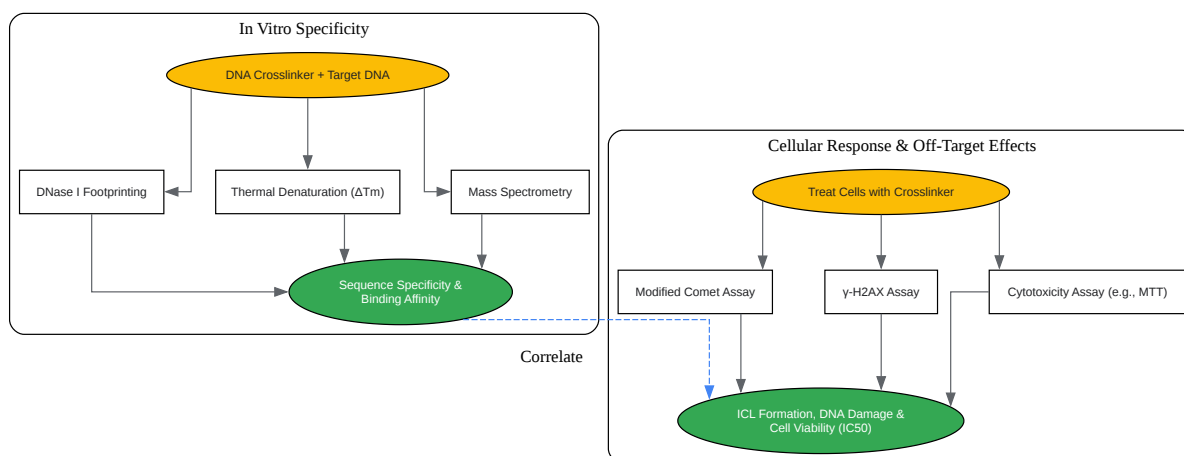 In Vitro Specificity
DNA Crosslinker + Target DNA
DNase I Footprinting
Thermal Denaturation (ΔTm)
Mass Spectrometry
Sequence Specificity &
Binding Affinity
Correlate
Cellular Response & Off-Target Effects
Treat Cells with Crosslinker
Modified Comet Assay
γ-H2AX Assay
Cytotoxicity Assay (e.g., MTT)
ICL Formation, DNA Damage &
Cell Viability (IC50)